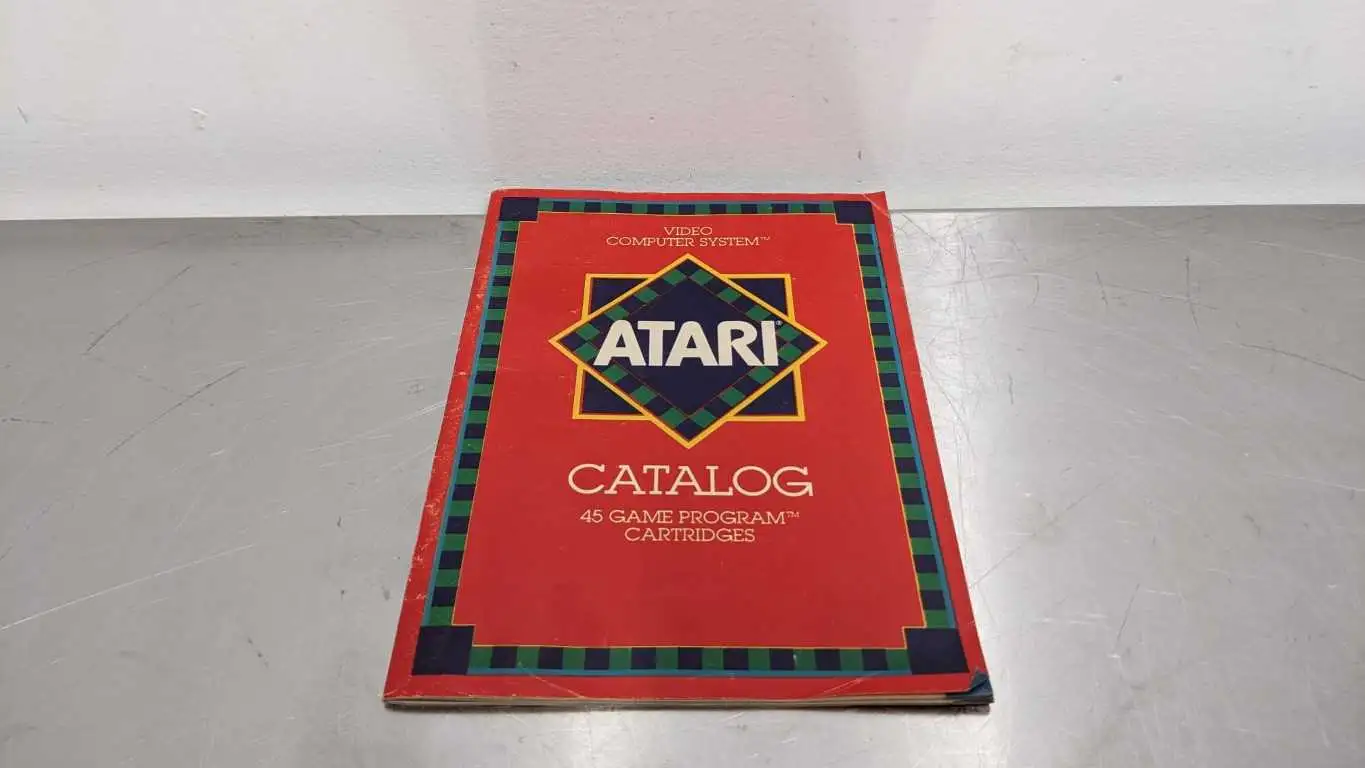 VIDEO
COMPUTER SYSTEM™
ATARI®
CATALOG
45 GAME PROGRAM™
CARTRIDGES